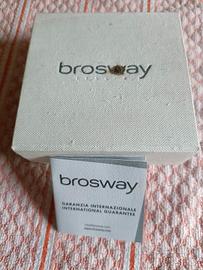 brosway
brosway
GARANZIA INTERNAZIONALE
INTERNATIONAL GUARANTEE